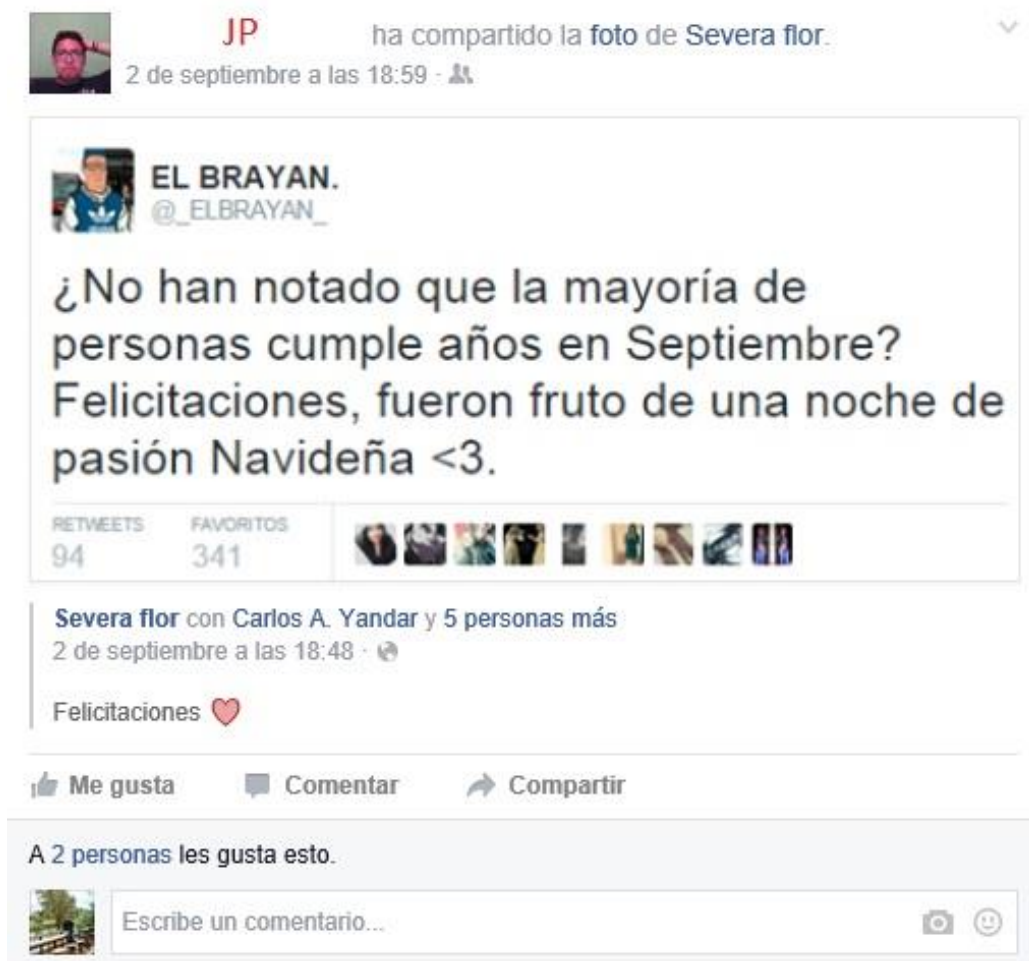 JP ha compartido la foto de Severa flor.
2 de septiembre a las 18:59 ·
EL BRAYAN.
@_ELBRAYAN_
¿No han notado que la mayoría de
personas cumple años en Septiembre?
Felicitaciones, fueron fruto de una noche de
pasión Navideña <3.
RETWEETS FAVORITOS
94 341
Severa flor con Carlos A. Yandar y 5 personas más
2 de septiembre a las 18:48 ·
Felicitaciones
Me gusta Comentar Compartir
A 2 personas les gusta esto.
Escribe un comentario...